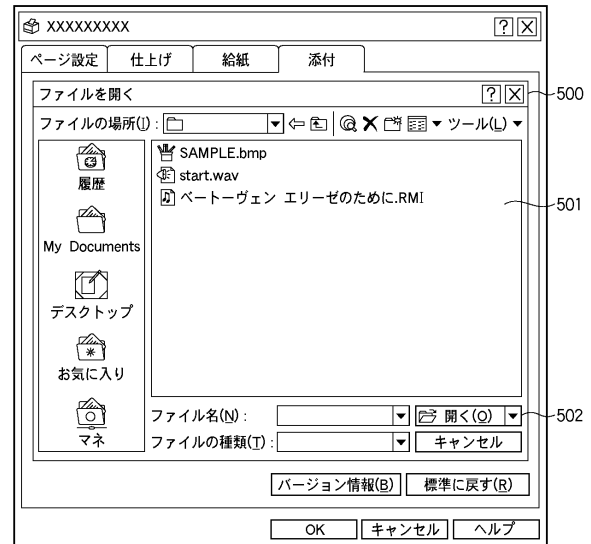 XXXXXXXXX ? X
ページ設定 仕上げ 給紙 添付
ファイルを開く ? X 500
ファイルの場所(I): ツール(L)
履歴
My Documents
デスクトップ
お気に入り
マネ
SAMPLE.bmp
start.wav
ベートーヴェン エリーゼのために.RMI
501
ファイル名(N): 開く(O) 502
ファイルの種類(T): キャンセル
バージョン情報(B) 標準に戻す(R)
OK キャンセル ヘルプ